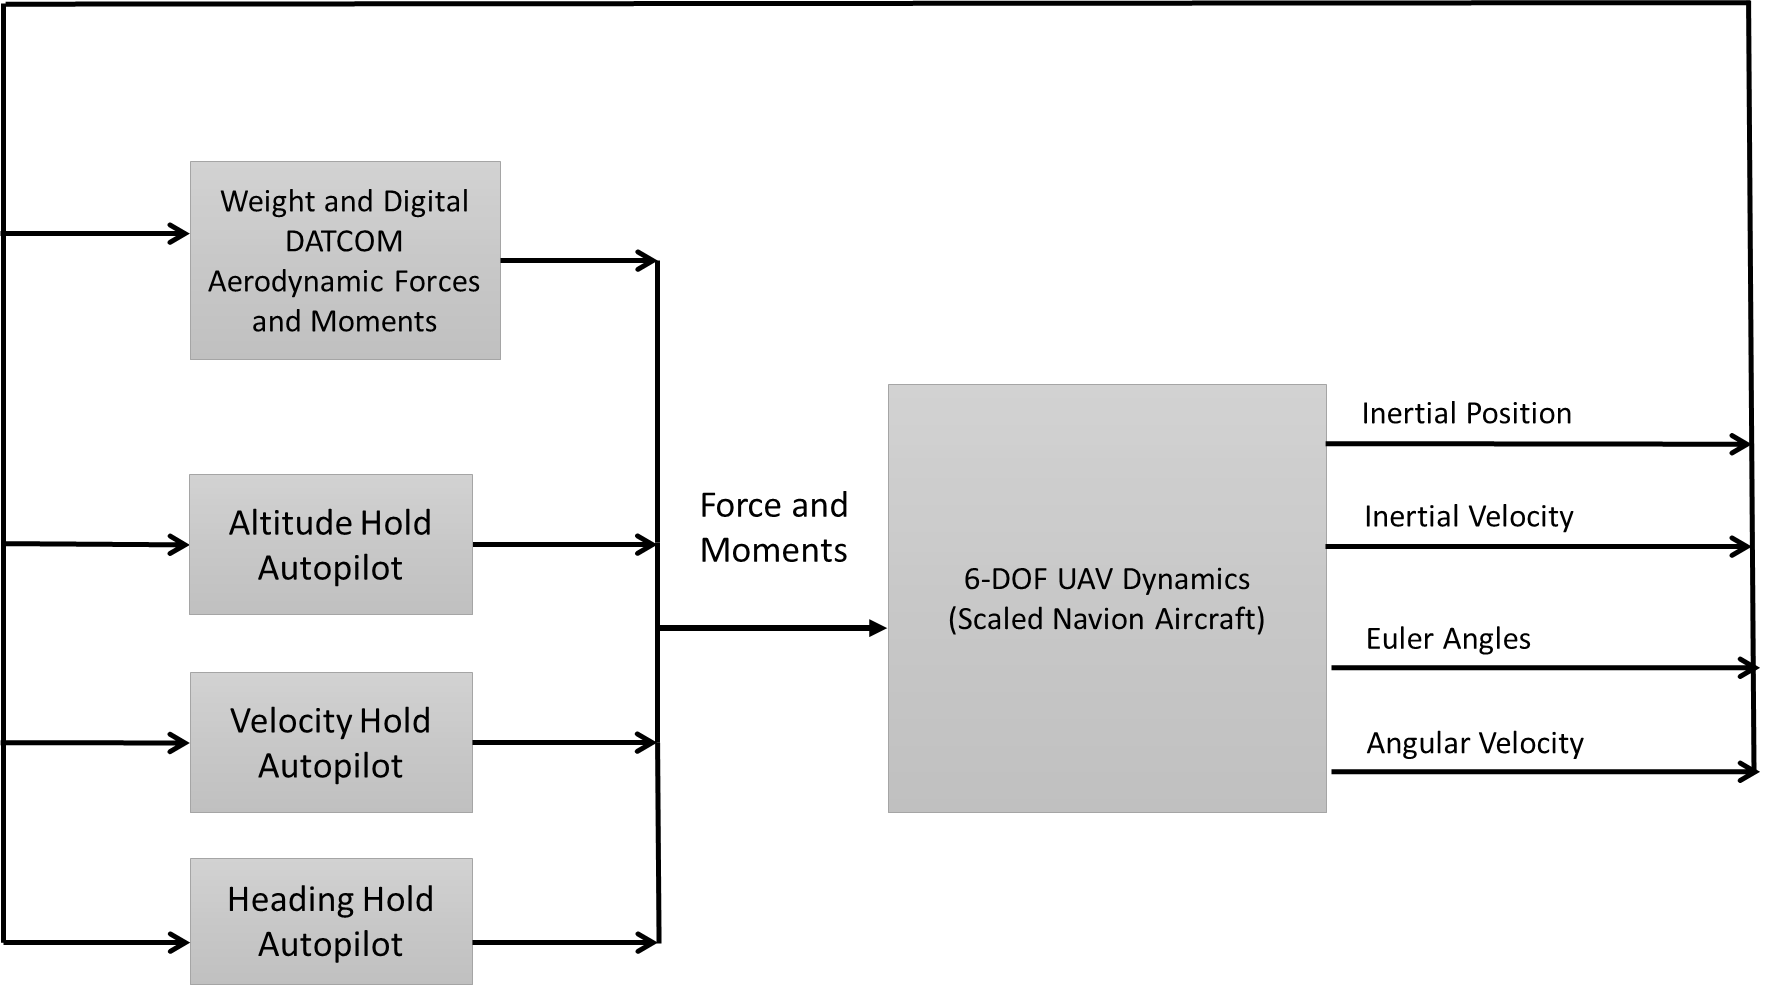 Weight and Digital
DATCOM
Aerodynamic Forces
and Moments
Altitude Hold
Autopilot
Velocity Hold
Autopilot
Heading Hold
Autopilot
Force and
Moments
6-DOF UAV Dynamics
(Scaled Navion Aircraft)
Inertial Position
Inertial Velocity
Euler Angles
Angular Velocity